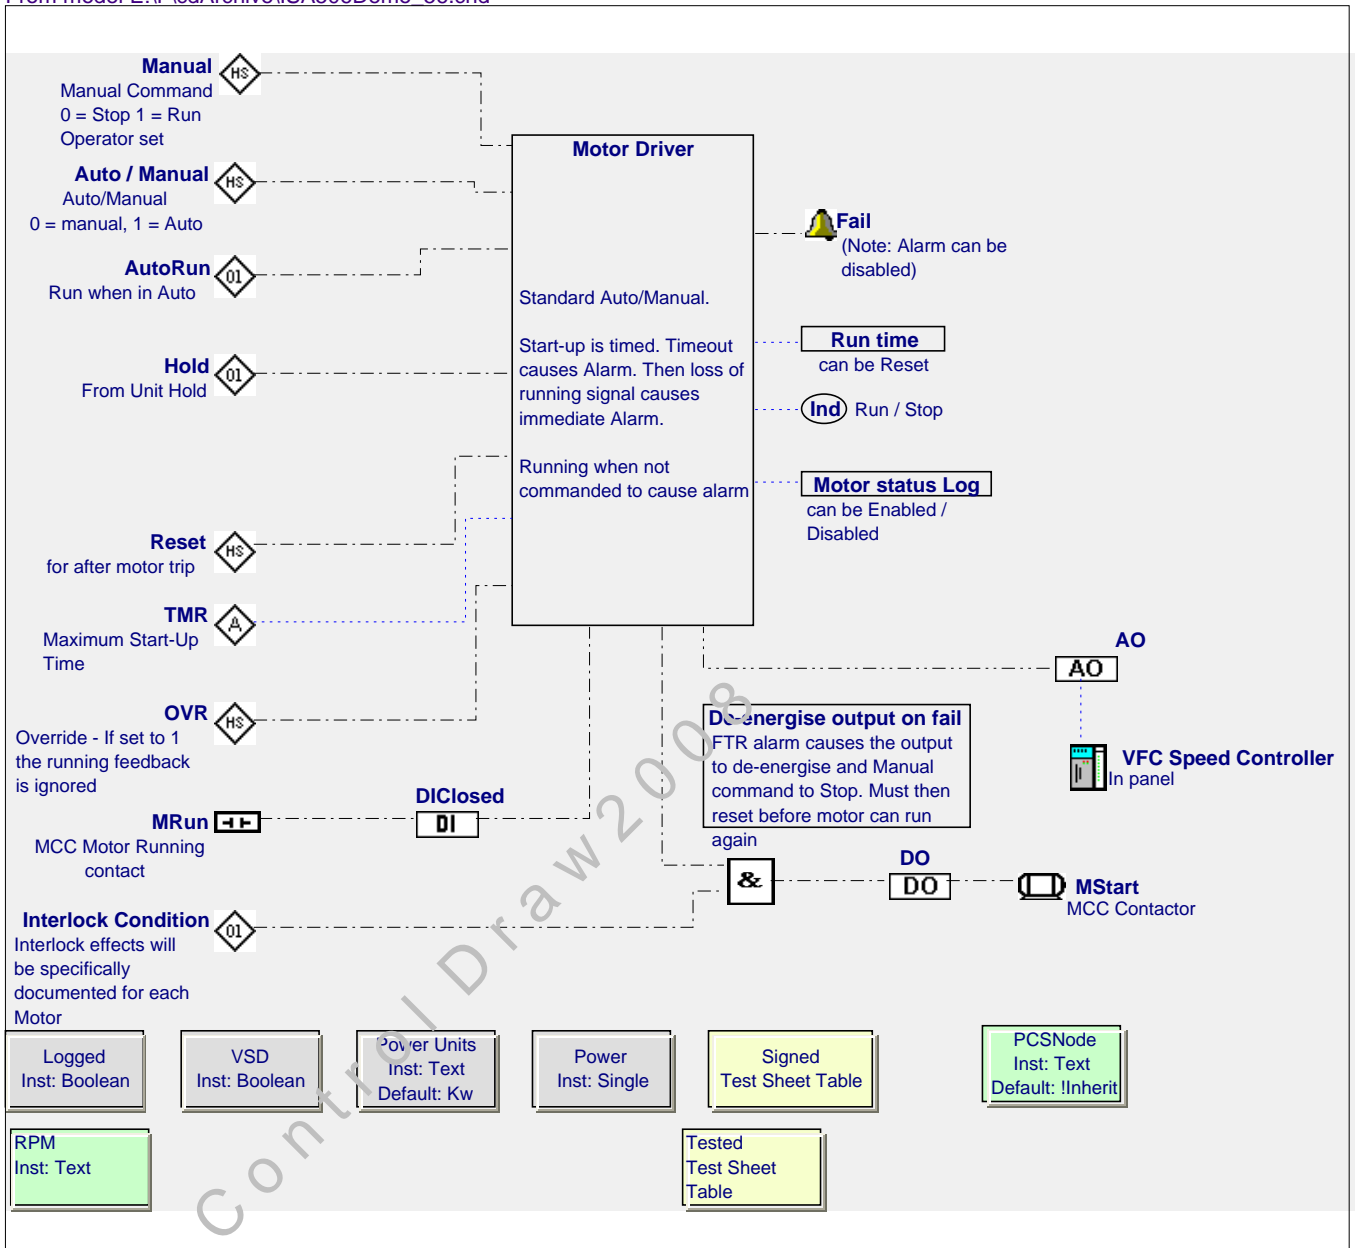 Manual
HS
Manual Command
0 = Stop 1 = Run
Operator set
Auto / Manual
HS
Auto/Manual
0 = manual, 1 = Auto
AutoRun
01
Run when in Auto
Hold
01
From Unit Hold
Reset
HS
for after motor trip
TMR
A
Maximum Start-Up
Time
OVR
HS
Override - If set to 1
the running feedback
is ignored
MRun
MCC Motor Running
contact
DIClosed
DI
Interlock Condition
01
Interlock effects will
be specifically
documented for each
Motor
Motor Driver
Standard Auto/Manual.
Start-up is timed. Timeout
causes Alarm. Then loss of
running signal causes
immediate Alarm.
Running when not
commanded to cause alarm
Fail
(Note: Alarm can be
disabled)
Run time
can be Reset
Ind Run / Stop
Motor status Log
can be Enabled /
Disabled
AO
AO
VFC Speed Controller
In panel
De-energise output on fail
FTR alarm causes the output
to de-energise and Manual
command to Stop. Must then
reset before motor can run
again
&
DO
DO
MStart
MCC Contactor
Logged
Inst: Boolean
VSD
Inst: Boolean
Power Units
Inst: Text
Default: Kw
Power
Inst: Single
Signed
Test Sheet Table
PCSNode
Inst: Text
Default: !Inherit
RPM
Inst: Text
Tested
Test Sheet
Table
Control Draw2008